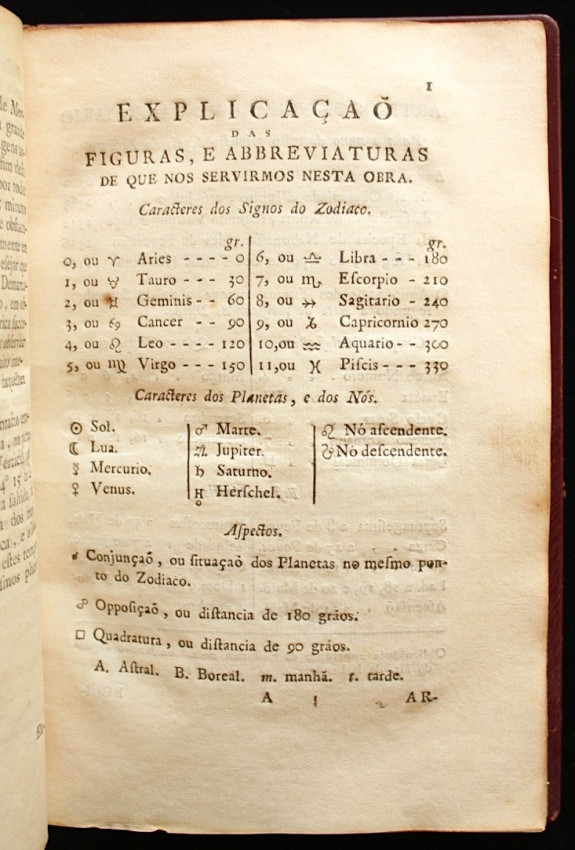 1
EXPLICAÇAÕ
DAS
FIGURAS, E ABBREVIATURAS
DE QUE NOS SERVIRMOS NESTA OBRA.
Caracteres dos Signos do Zodiaco.
gr.
0, ou ♈ Aries - - - - 0
1, ou ♉ Tauro - - - 30
2, ou ♊ Geminis - - 60
3, ou ♋ Cancer - - 90
4, ou ♌ Leo - - - - 120
5, ou ♍ Virgo - - - 150
gr.
6, ou ♎ Libra - - - 180
7, ou ♏ Eſcorpio - 210
8, ou ♐ Sagitario - 240
9, ou ♑ Capricornio 270
10,ou ♒ Aquario - - 300
11,ou ♓ Piſcis - - - 330
Caracteres dos Planetas, e dos Nós.
☉ Sol.
☾ Lua.
☿ Mercurio.
♀ Venus.
♂ Marte.
♃ Jupiter.
♄ Saturno.
♅ Herſchel.
☊ Nó aſcendente.
☋ Nó deſcendente.
Aſpectos.
☌ Conjunçaõ, ou ſituaçaõ dos Planetas no meſmo pon-
to do Zodiaco.
☍ Oppoſiçaõ, ou diſtancia de 180 gráos.
□ Quadratura, ou diſtancia de 90 gráos.
A. Aſtral. B. Boreal. m. manhã. t. tarde.
A
AR-